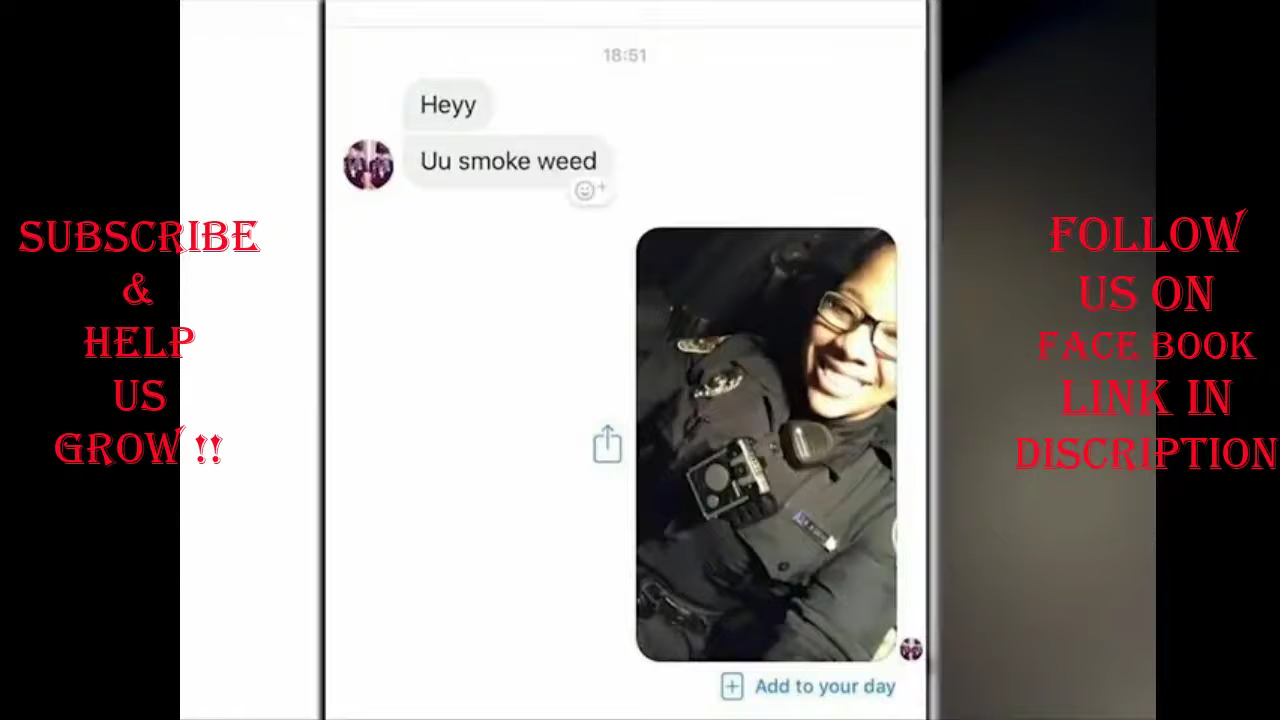 18:51
Heyy
Uu smoke weed
Add to your day
SUBSCRIBE
&
HELP
US
GROW !!
FOLLOW
US ON
FACE BOOK
LINK IN
DISCRIPTION